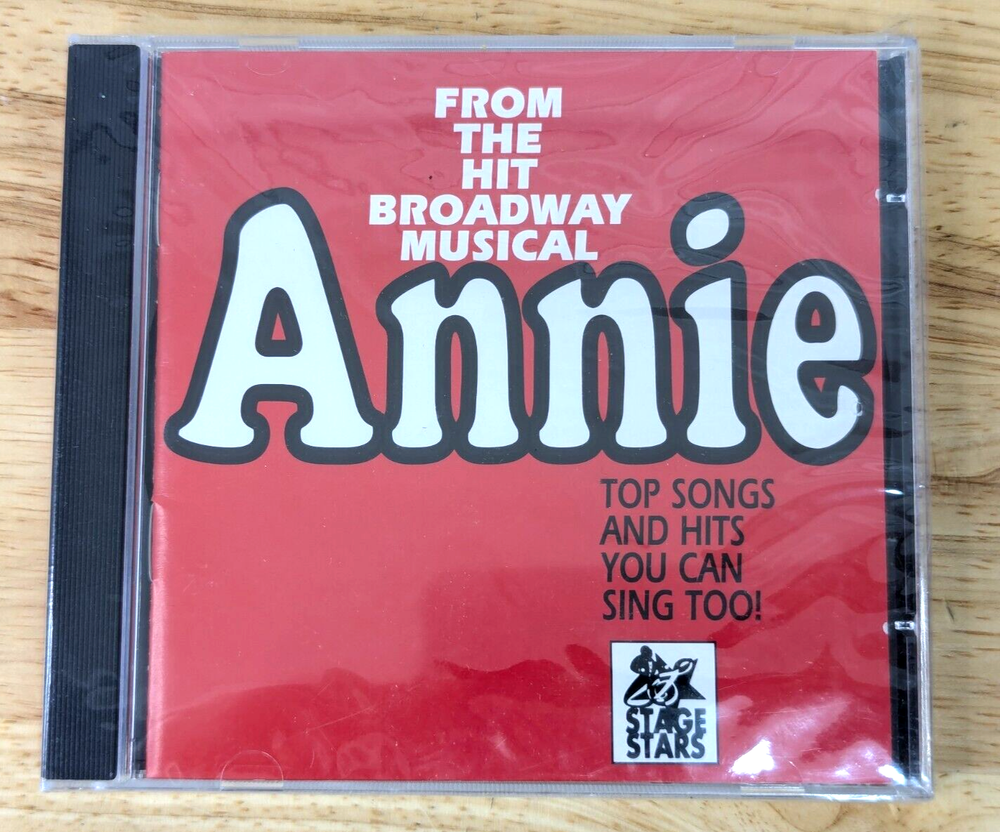 FROM
THE
HIT
BROADWAY
MUSICAL
Annie
TOP SONGS
AND HITS
YOU CAN
SING TOO!
STAGE
STARS